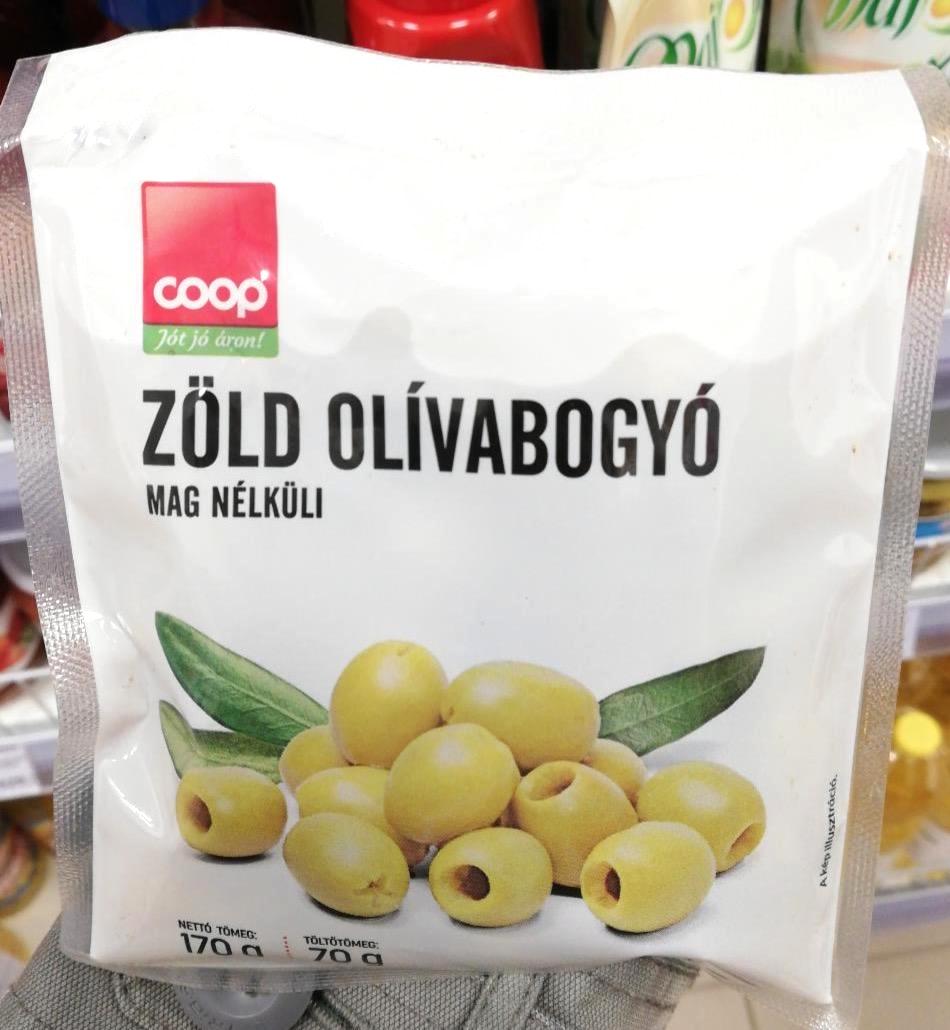 coop
Jót jó áron!
ZÖLD OLÍVABOGYÓ
MAG NÉLKÜLI
A kép illusztráció.
NETTÓ TÖMEG:
170 g
TÖLTŐTÖMEG:
70 g